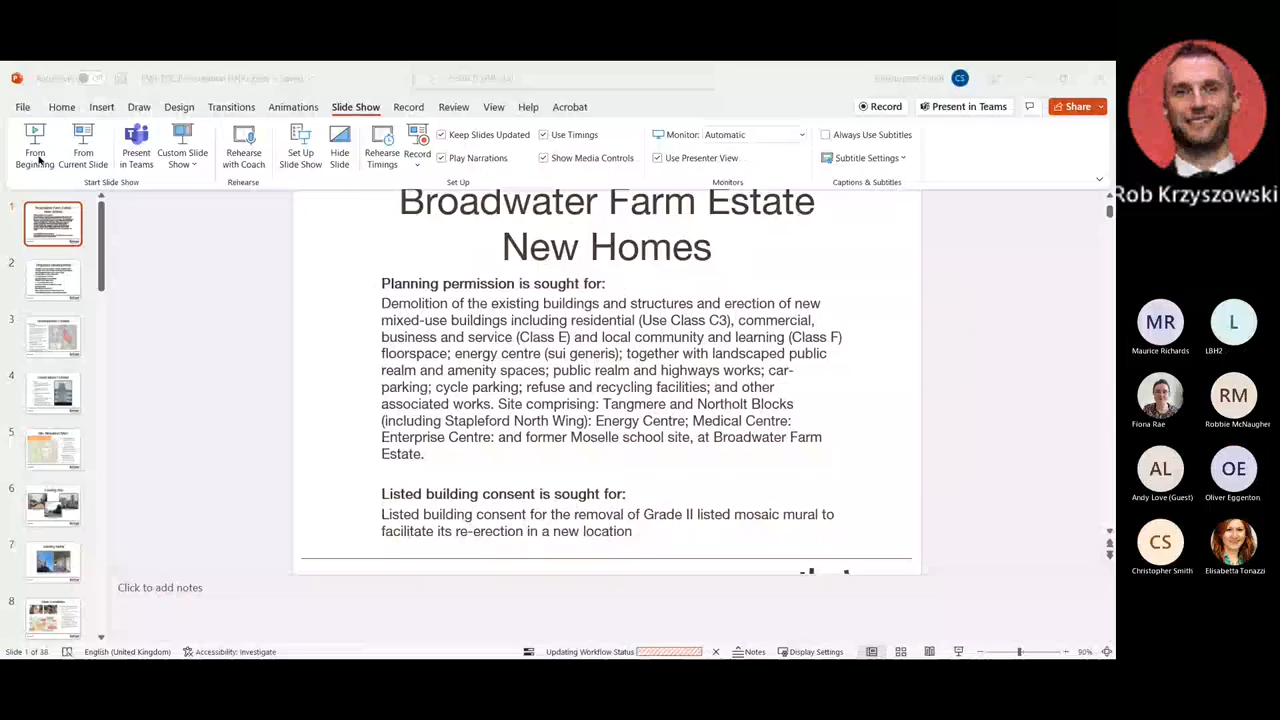 CS
File Home Insert Draw Design Transitions Animations Slide Show Record Review View Help Acrobat
Record Present in Teams Share
From Beginning
From Current Slide
Present in Teams
Custom Slide Show
Rehearse with Coach
Set Up Slide Show
Hide Slide
Rehearse Timings
Record
Keep Slides Updated
Use Timings
Play Narrations
Show Media Controls
Monitor: Automatic
Use Presenter View
Always Use Subtitles
Subtitle Settings
Start Slide Show Rehearse Set Up Monitors Captions & Subtitles
1
2
3
4
5
6
7
8
Broadwater Farm Estate
New Homes
Planning permission is sought for:
Demolition of the existing buildings and structures and erection of new
mixed-use buildings including residential (Use Class C3), commercial,
business and service (Class E) and local community and learning (Class F)
floorspace; energy centre (sui generis); together with landscaped public
realm and amenity spaces; public realm and highways works; car-
parking; cycle parking; refuse and recycling facilities; and other
associated works. Site comprising: Tangmere and Northolt Blocks
(including Stapleford North Wing): Energy Centre; Medical Centre:
Enterprise Centre: and former Moselle school site, at Broadwater Farm
Estate.
Listed building consent is sought for:
Listed building consent for the removal of Grade II listed mosaic mural to
facilitate its re-erection in a new location
Click to add notes
Slide 1 of 38 English (United Kingdom) Accessibility: Investigate Updating Workflow Status Notes Display Settings 90%
Rob Krzyszowski
MR
Maurice Richards
L
LBH2
Fiona Rae
RM
Robbie McNaugher
AL
Andy Love (Guest)
OE
Oliver Eggenton
CS
Christopher Smith
Elisabetta Tonazzi